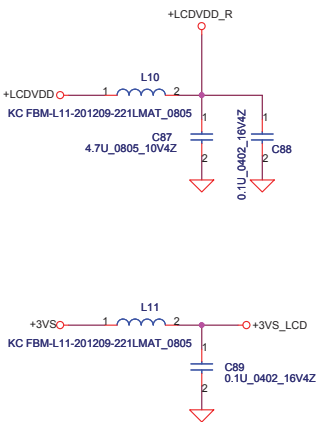 +LCDVDD_R
L10
+LCDVDD
1
2
KC FBM-L11-201209-221LMAT_0805
1
C87
4.7U_0805_10V4Z
2
1
C88
0.1U_0402_16V4Z
2
L11
+3VS
1
2
+3VS_LCD
KC FBM-L11-201209-221LMAT_0805
1
C89
0.1U_0402_16V4Z
2